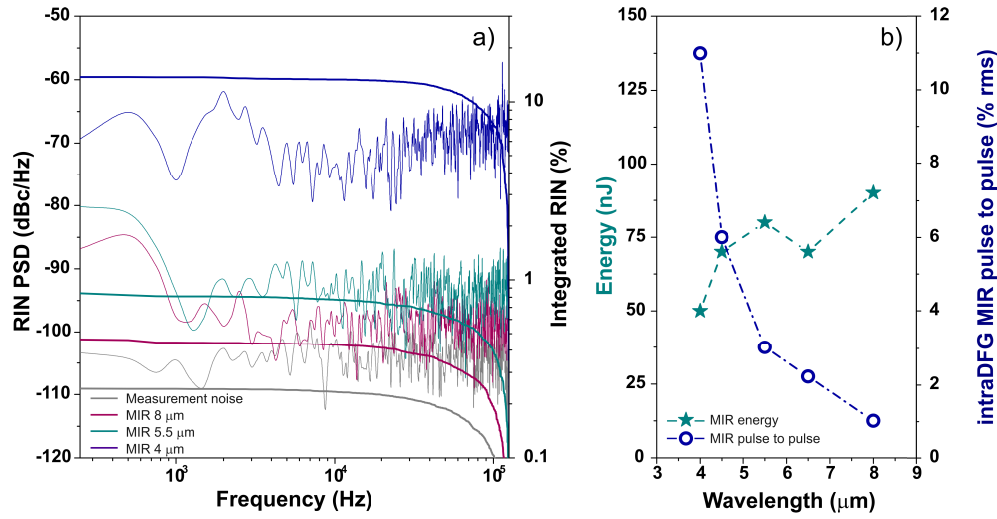 a)
RIN PSD (dBc/Hz)
-50
-60
-70
-80
-90
-100
-110
-120
10³
10⁴
10⁵
Frequency (Hz)
10
1
0.1
Integrated RIN (%)
Measurement noise
MIR 8 μm
MIR 5.5 μm
MIR 4 μm
b)
Energy (nJ)
150
125
100
75
50
25
0
3 4 5 6 7 8 9
Wavelength (μm)
12
10
8
6
4
2
0
intraDFG MIR pulse to pulse (% rms)
MIR energy
MIR pulse to pulse